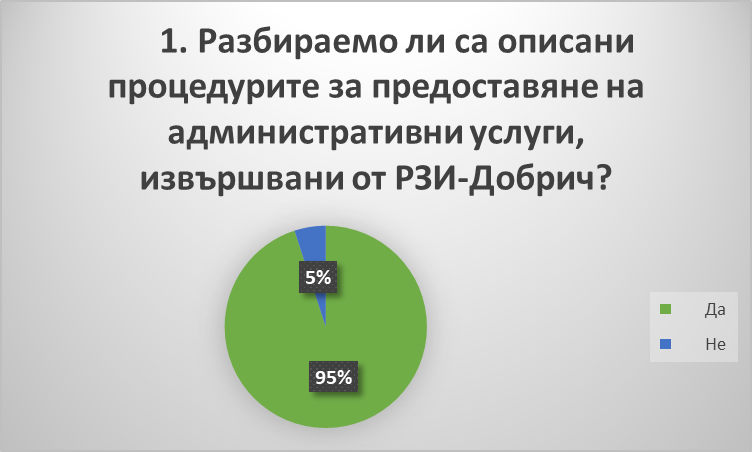 1. Разбираемо ли са описани
процедурите за предоставяне на
административни услуги,
извършвани от РЗИ-Добрич?
5%
95%
Да
Не